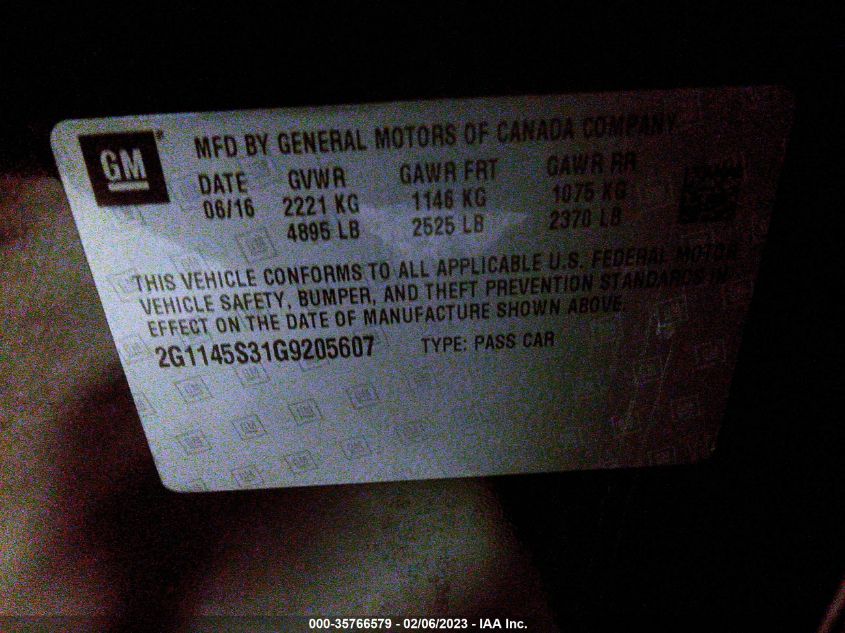 GM
MFD BY GENERAL MOTORS OF CANADA COMPANY
DATE GVWR GAWR FRT GAWR RR
06/16 2221 KG 1146 KG 1075 KG
4895 LB 2525 LB 2370 LB
THIS VEHICLE CONFORMS TO ALL APPLICABLE U.S. FEDERAL MOTOR
VEHICLE SAFETY, BUMPER, AND THEFT PREVENTION STANDARDS IN
EFFECT ON THE DATE OF MANUFACTURE SHOWN ABOVE.
2G1145S31G9205607 TYPE: PASS CAR
000-35766579 - 02/06/2023 - IAA Inc.